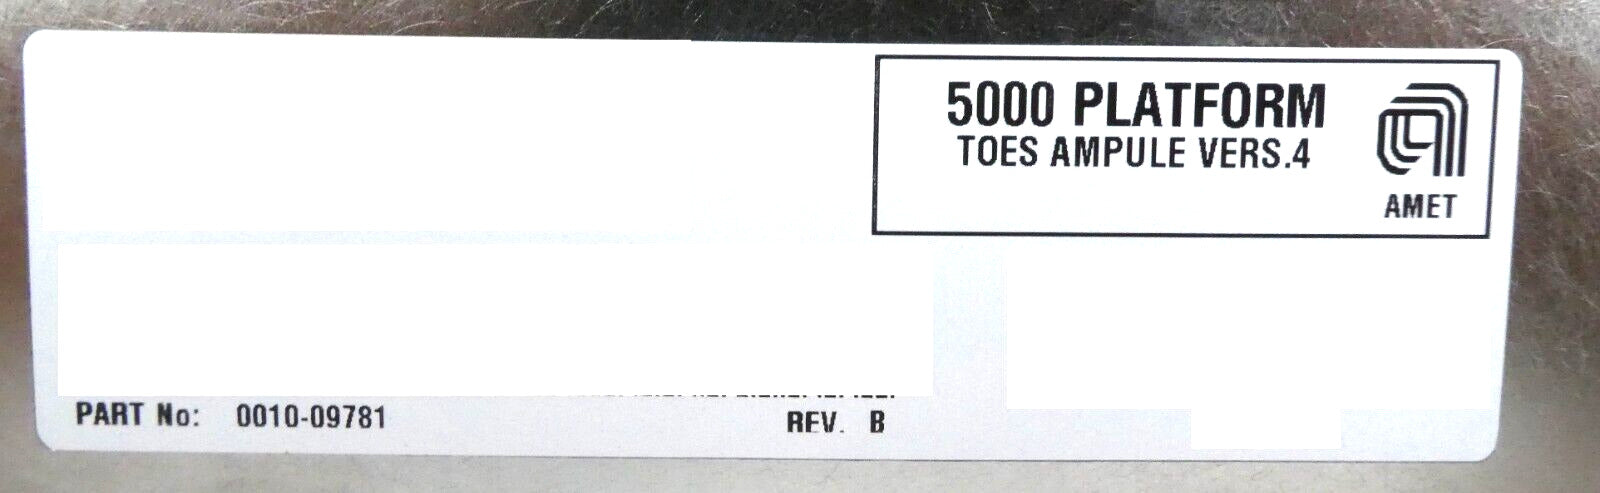 5000 PLATFORM
TOES AMPULE VERS.4
AMET
PART No: 0010-09781 REV. B